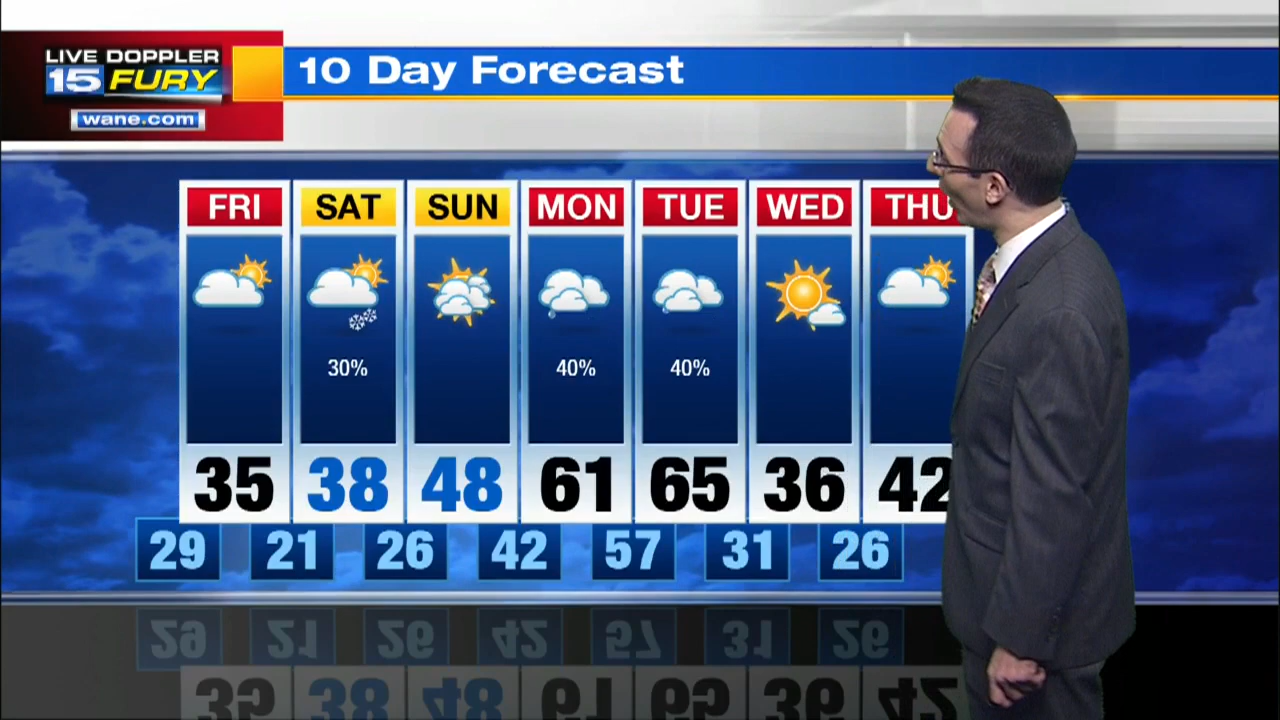 LIVE DOPPLER
15 FURY
wane.com
10 Day Forecast
FRI SAT SUN MON TUE WED THU
30% 40% 40%
35 38 48 61 65 36 42
29 21 26 42 57 31 26